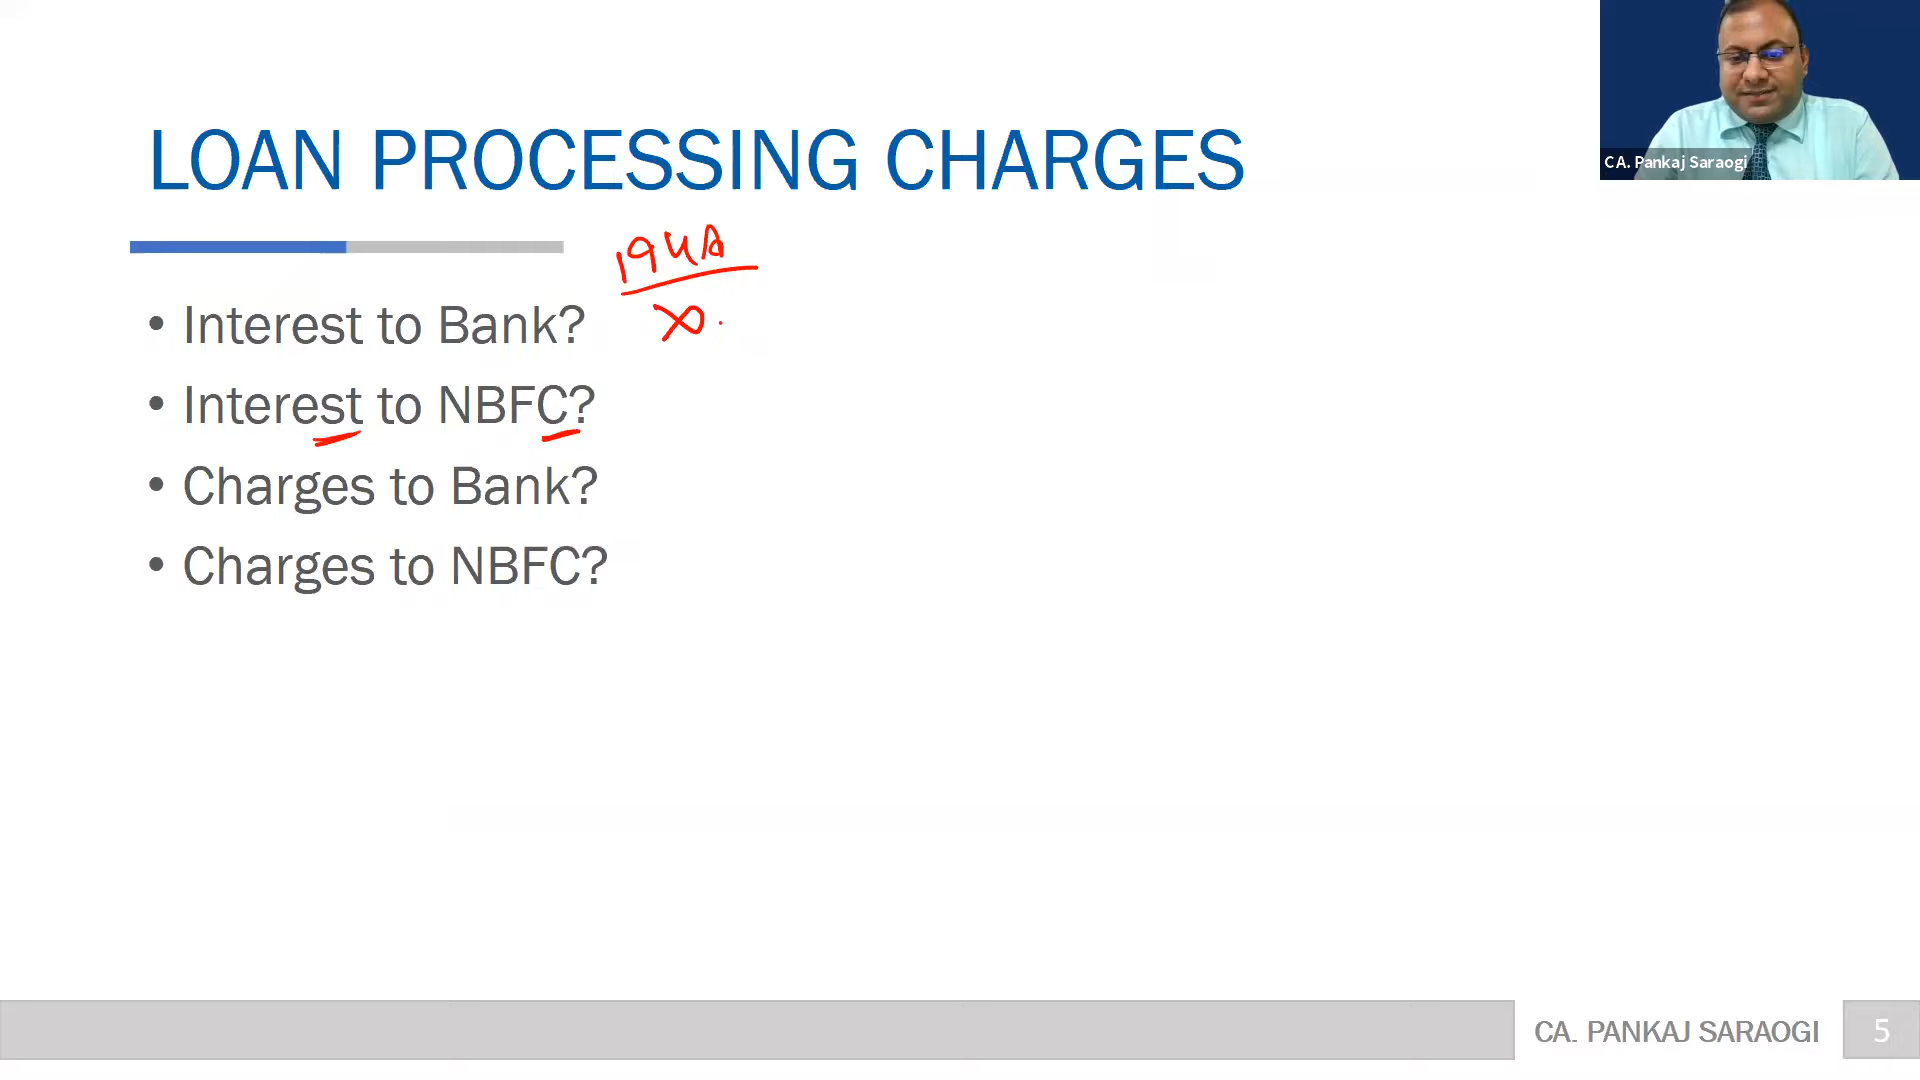 CA. Pankaj Saraogi
LOAN PROCESSING CHARGES
194A
• Interest to Bank? X
• Interest to NBFC?
• Charges to Bank?
• Charges to NBFC?
CA. PANKAJ SARAOGI 5